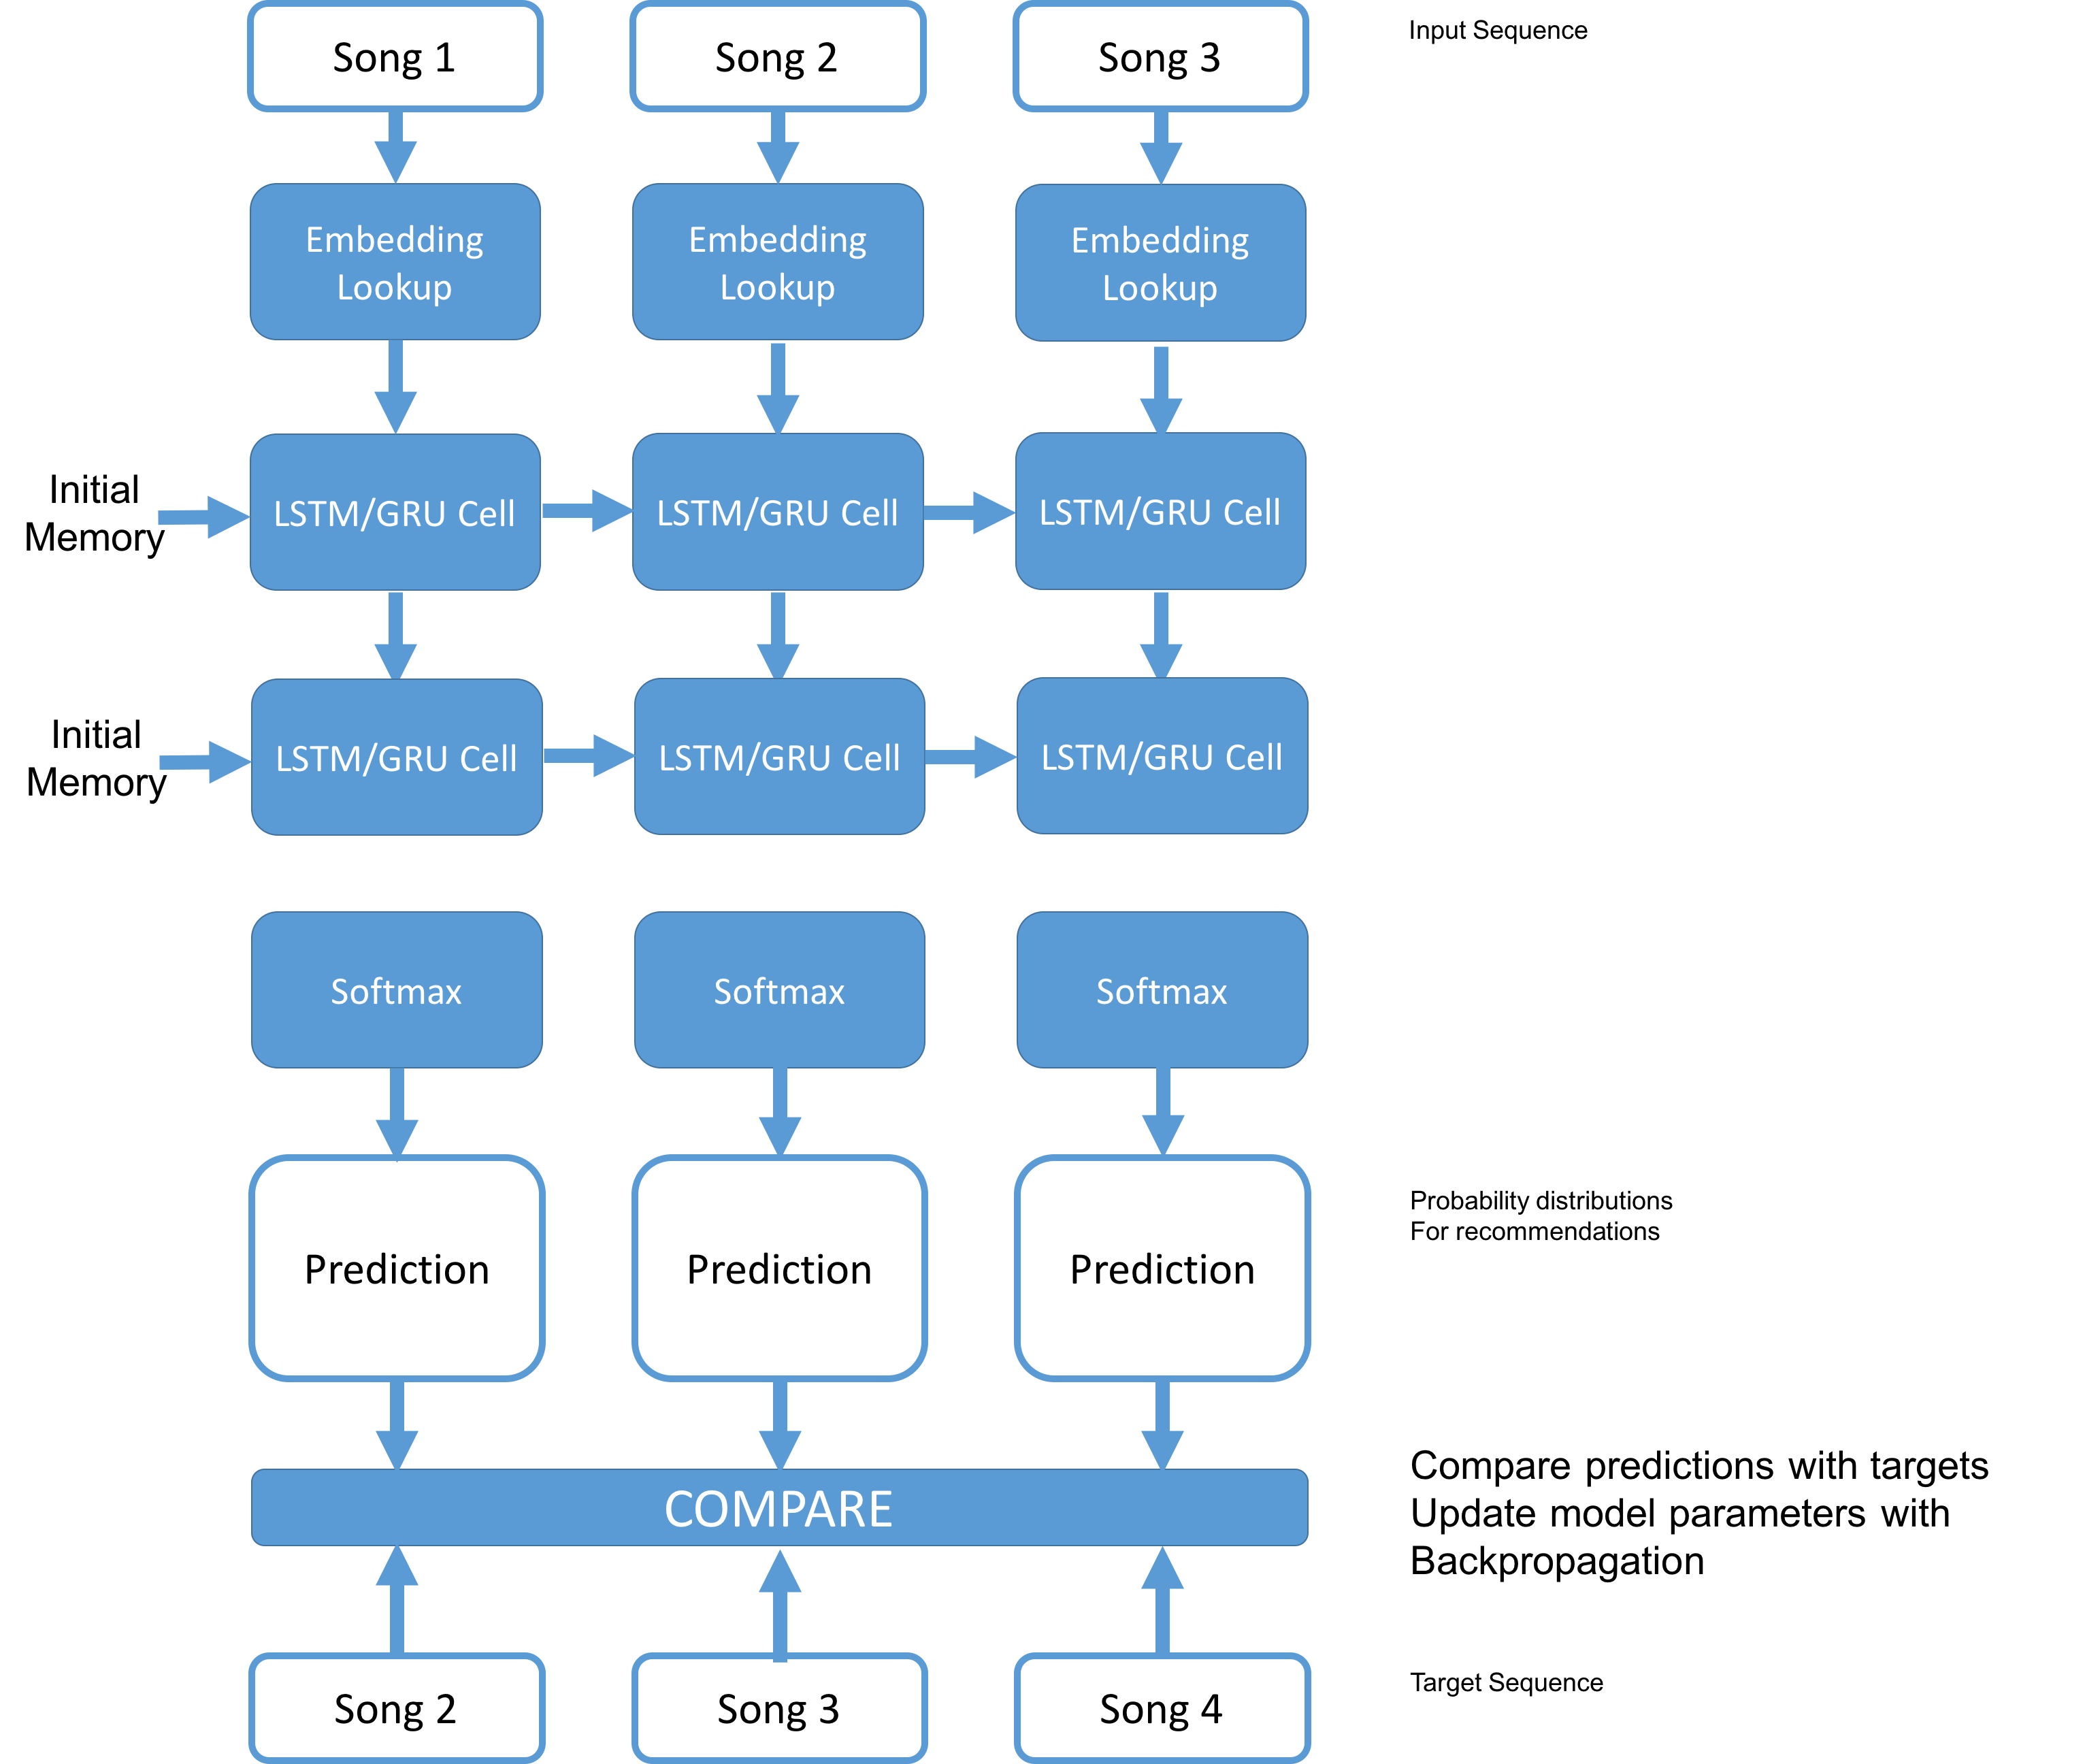 Song 1
Song 2
Song 3
Input Sequence
Embedding
Lookup
Embedding
Lookup
Embedding
Lookup
Initial
Memory
LSTM/GRU Cell
LSTM/GRU Cell
LSTM/GRU Cell
Initial
Memory
LSTM/GRU Cell
LSTM/GRU Cell
LSTM/GRU Cell
Softmax
Softmax
Softmax
Prediction
Prediction
Prediction
Probability distributions
For recommendations
COMPARE
Compare predictions with targets
Update model parameters with
Backpropagation
Song 2
Song 3
Song 4
Target Sequence